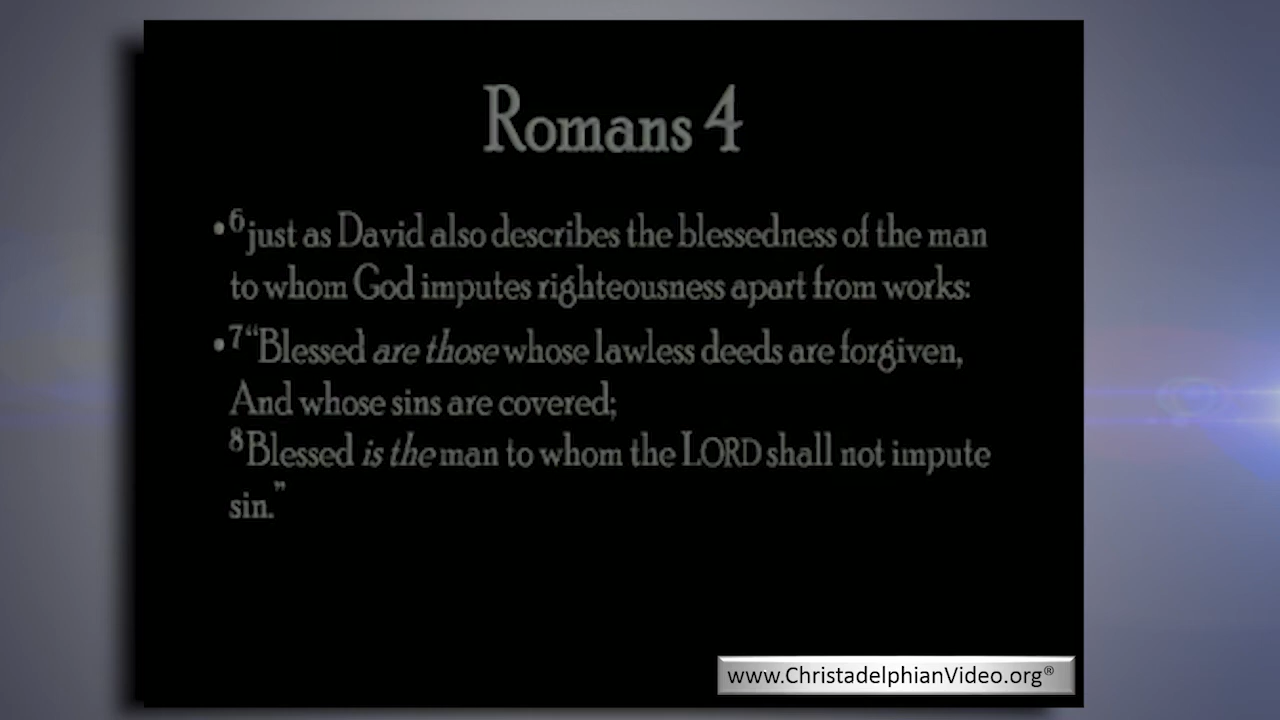 Romans 4
•⁶just as David also describes the blessedness of the man
to whom God imputes righteousness apart from works:
•⁷“Blessed are those whose lawless deeds are forgiven,
And whose sins are covered;
⁸Blessed is the man to whom the LORD shall not impute
sin.”
www.ChristadelphianVideo.org®